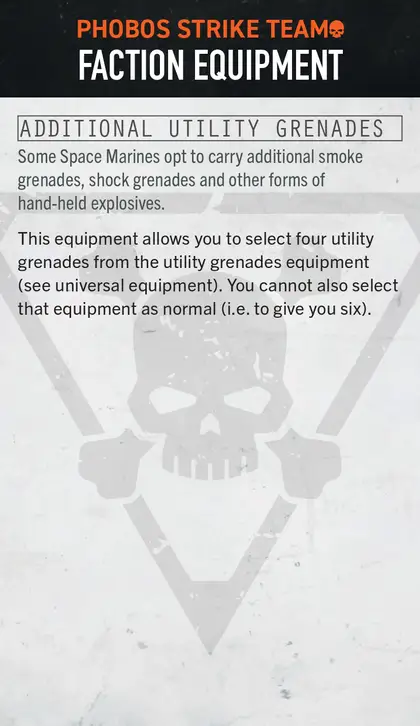 PHOBOS STRIKE TEAM
FACTION EQUIPMENT
ADDITIONAL UTILITY GRENADES
Some Space Marines opt to carry additional smoke
grenades, shock grenades and other forms of
hand-held explosives.
This equipment allows you to select four utility
grenades from the utility grenades equipment
(see universal equipment). You cannot also select
that equipment as normal (i.e. to give you six).